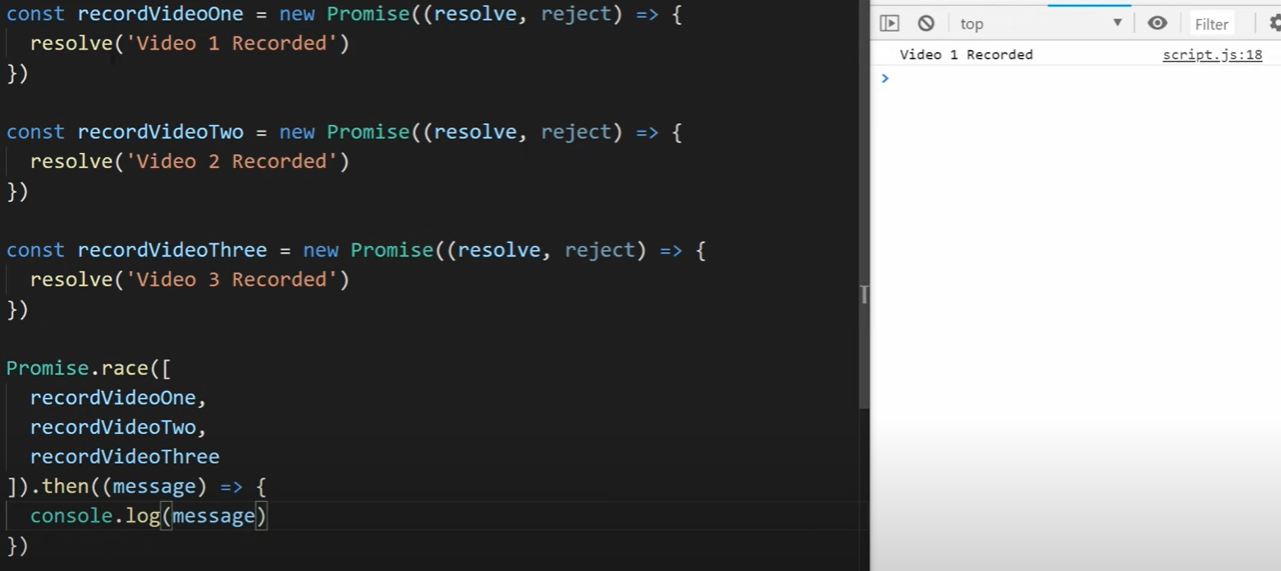 const recordVideoOne = new Promise((resolve, reject) => {
  resolve('Video 1 Recorded')
})

const recordVideoTwo = new Promise((resolve, reject) => {
  resolve('Video 2 Recorded')
})

const recordVideoThree = new Promise((resolve, reject) => {
  resolve('Video 3 Recorded')
})

Promise.race([
  recordVideoOne,
  recordVideoTwo,
  recordVideoThree
]).then((message) => {
  console.log(message)
})
top ▼ Filter
Video 1 Recorded script.js:18
>